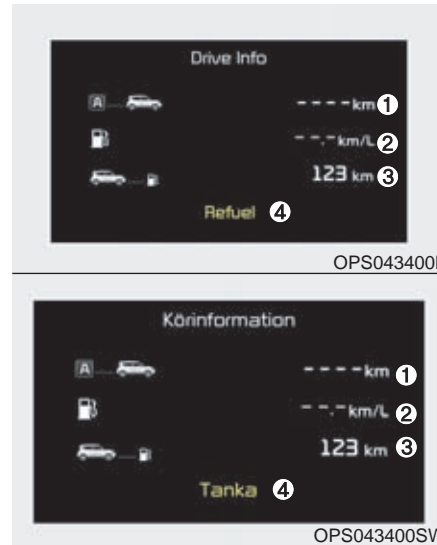 Drive Info
A ----km ①
--.-km/L ②
123 km ③
Refuel ④
OPS043400
Körinformation
A ----km ①
--.-km/L ②
123 km ③
Tanka ④
OPS043400SW